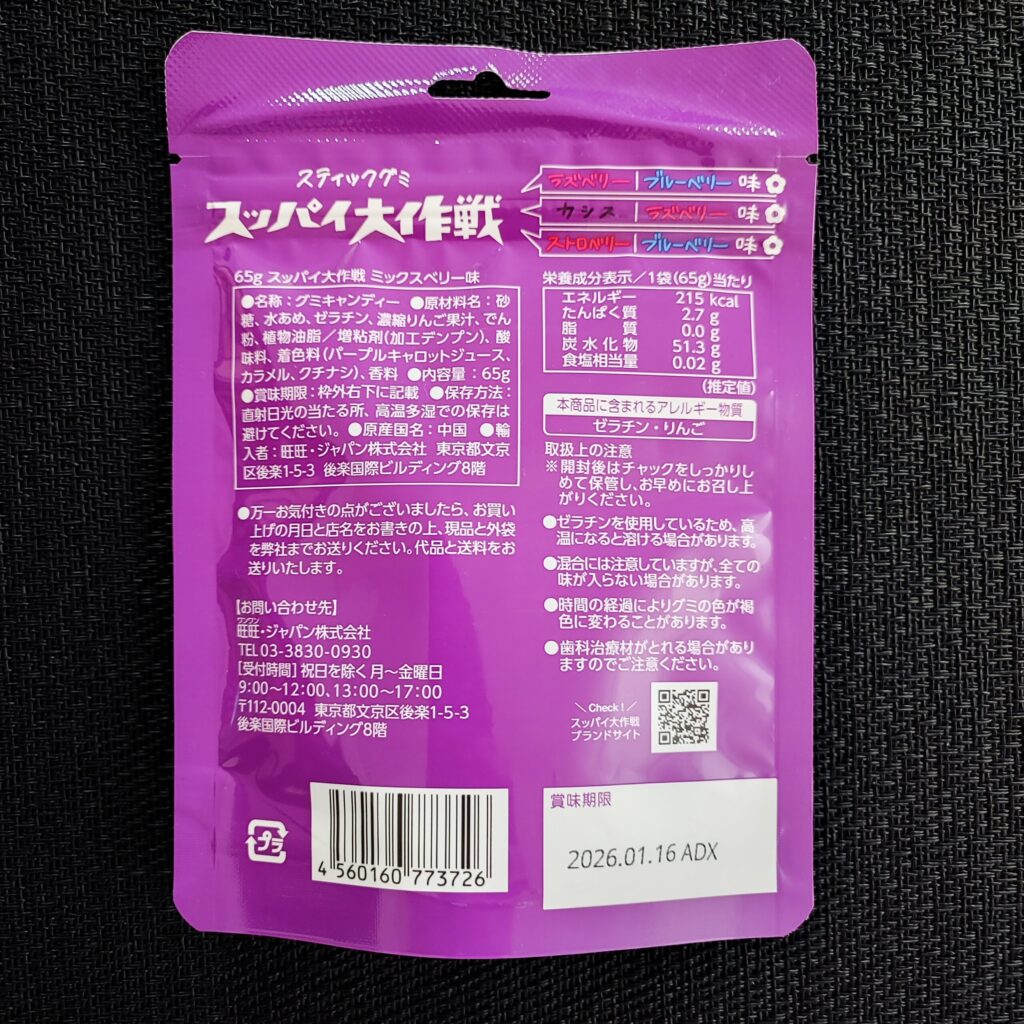 スティックグミ
スッパイ大作戦
ラズベリー|ブルーベリー 味
カシス|ラズベリー 味
ストロベリー|ブルーベリー 味
65g スッパイ大作戦 ミックスベリー味
●名称：グミキャンディー ●原材料名：砂
糖、水あめ、ゼラチン、濃縮りんご果汁、でん
粉、植物油脂／増粘剤(加工デンプン)、酸
味料、着色料(パープルキャロットジュース、
カラメル、クチナシ)、香料 ●内容量：65g
●賞味期限：枠外右下に記載 ●保存方法：
直射日光の当たる所、高温多湿での保存は
避けてください。 ●原産国名：中国 ●輸
入者：旺旺・ジャパン株式会社 東京都文京
区後楽1-5-3 後楽国際ビルディング8階
●万一お気付きの点がございましたら、お買い
上げの月日と店名をお書きの上、現品と外袋
を弊社までお送りください。代品と送料をお
送りいたします。
【お問い合わせ先】
ワンワン
旺旺・ジャパン株式会社
TEL03-3830-0930
【受付時間】祝日を除く月～金曜日
9:00～12:00、13:00～17:00
〒112-0004 東京都文京区後楽1-5-3
後楽国際ビルディング8階
プラ
4 560160 773726
栄養成分表示／1袋(65g)当たり
エネルギー 215 kcal
たんぱく質 2.7 g
脂質 0.0 g
炭水化物 51.3 g
食塩相当量 0.02 g
(推定値)
本商品に含まれるアレルギー物質
ゼラチン・りんご
取扱上の注意
※開封後はチャックをしっかりし
めて保管し、お早めにお召し上
がりください。
●ゼラチンを使用しているため、高
温になると溶ける場合があります。
●混合には注意していますが、全ての
味が入らない場合があります。
●時間の経過によりグミの色が褐
色に変わることがあります。
●歯科治療材がとれる場合があり
ますのでご注意ください。
＼ Check！／
スッパイ大作戦
ブランドサイト
賞味期限
2026.01.16 ADX